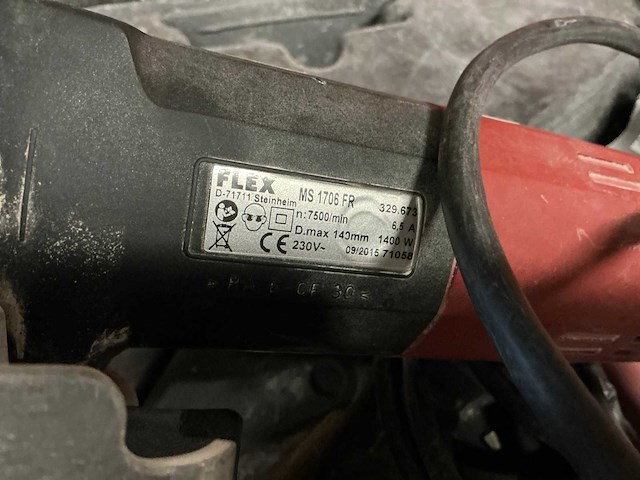 FLEX MS 1706 FR 329.673
D-71711 Steinheim
n: 7500/min 6,5 A
D.max 140mm 1400 W
CE 230V~ 09/2015 71058